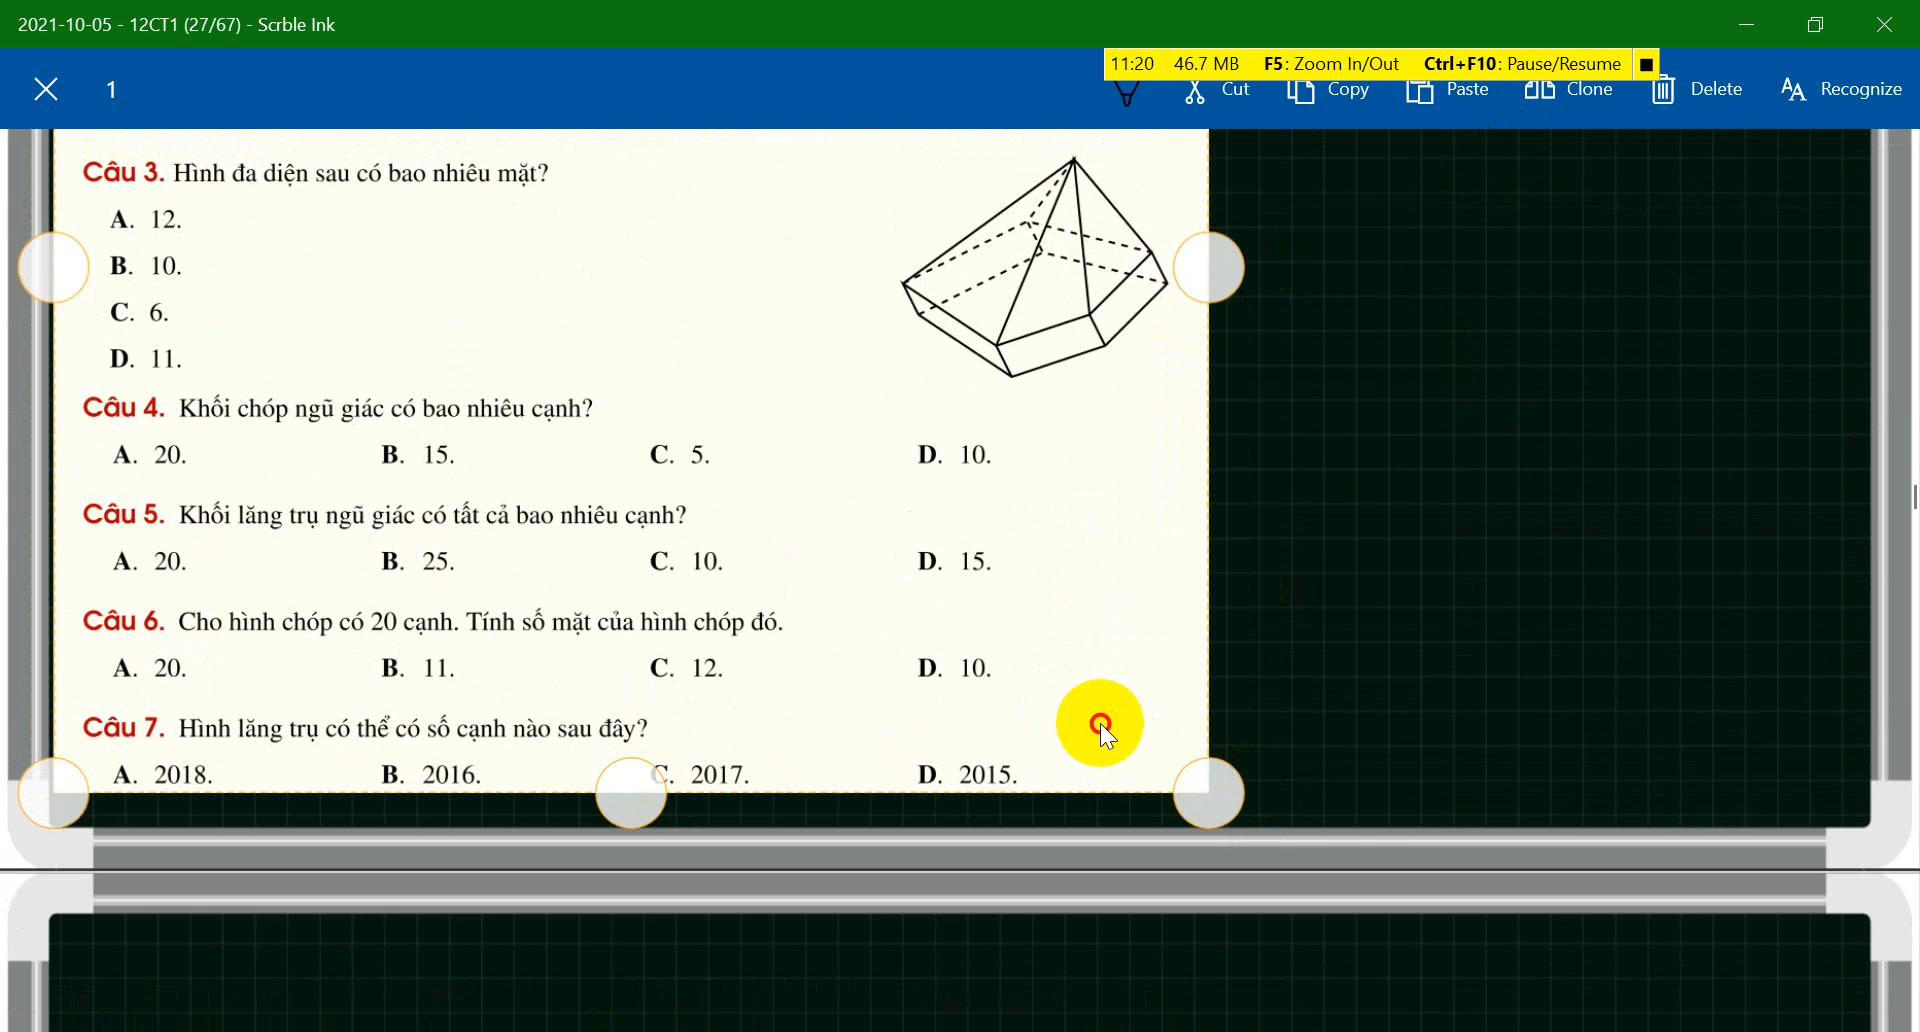 2021-10-05 - 12CT1 (27/67) - Scrble Ink
11:20 46.7 MB F5: Zoom In/Out Ctrl+F10: Pause/Resume
1 Cut Copy Paste Clone Delete Recognize
Câu 3. Hình đa diện sau có bao nhiêu mặt?
A. 12.
B. 10.
C. 6.
D. 11.
Câu 4. Khối chóp ngũ giác có bao nhiêu cạnh?
A. 20. B. 15. C. 5. D. 10.
Câu 5. Khối lăng trụ ngũ giác có tất cả bao nhiêu cạnh?
A. 20. B. 25. C. 10. D. 15.
Câu 6. Cho hình chóp có 20 cạnh. Tính số mặt của hình chóp đó.
A. 20. B. 11. C. 12. D. 10.
Câu 7. Hình lăng trụ có thể có số cạnh nào sau đây?
A. 2018. B. 2016. C. 2017. D. 2015.